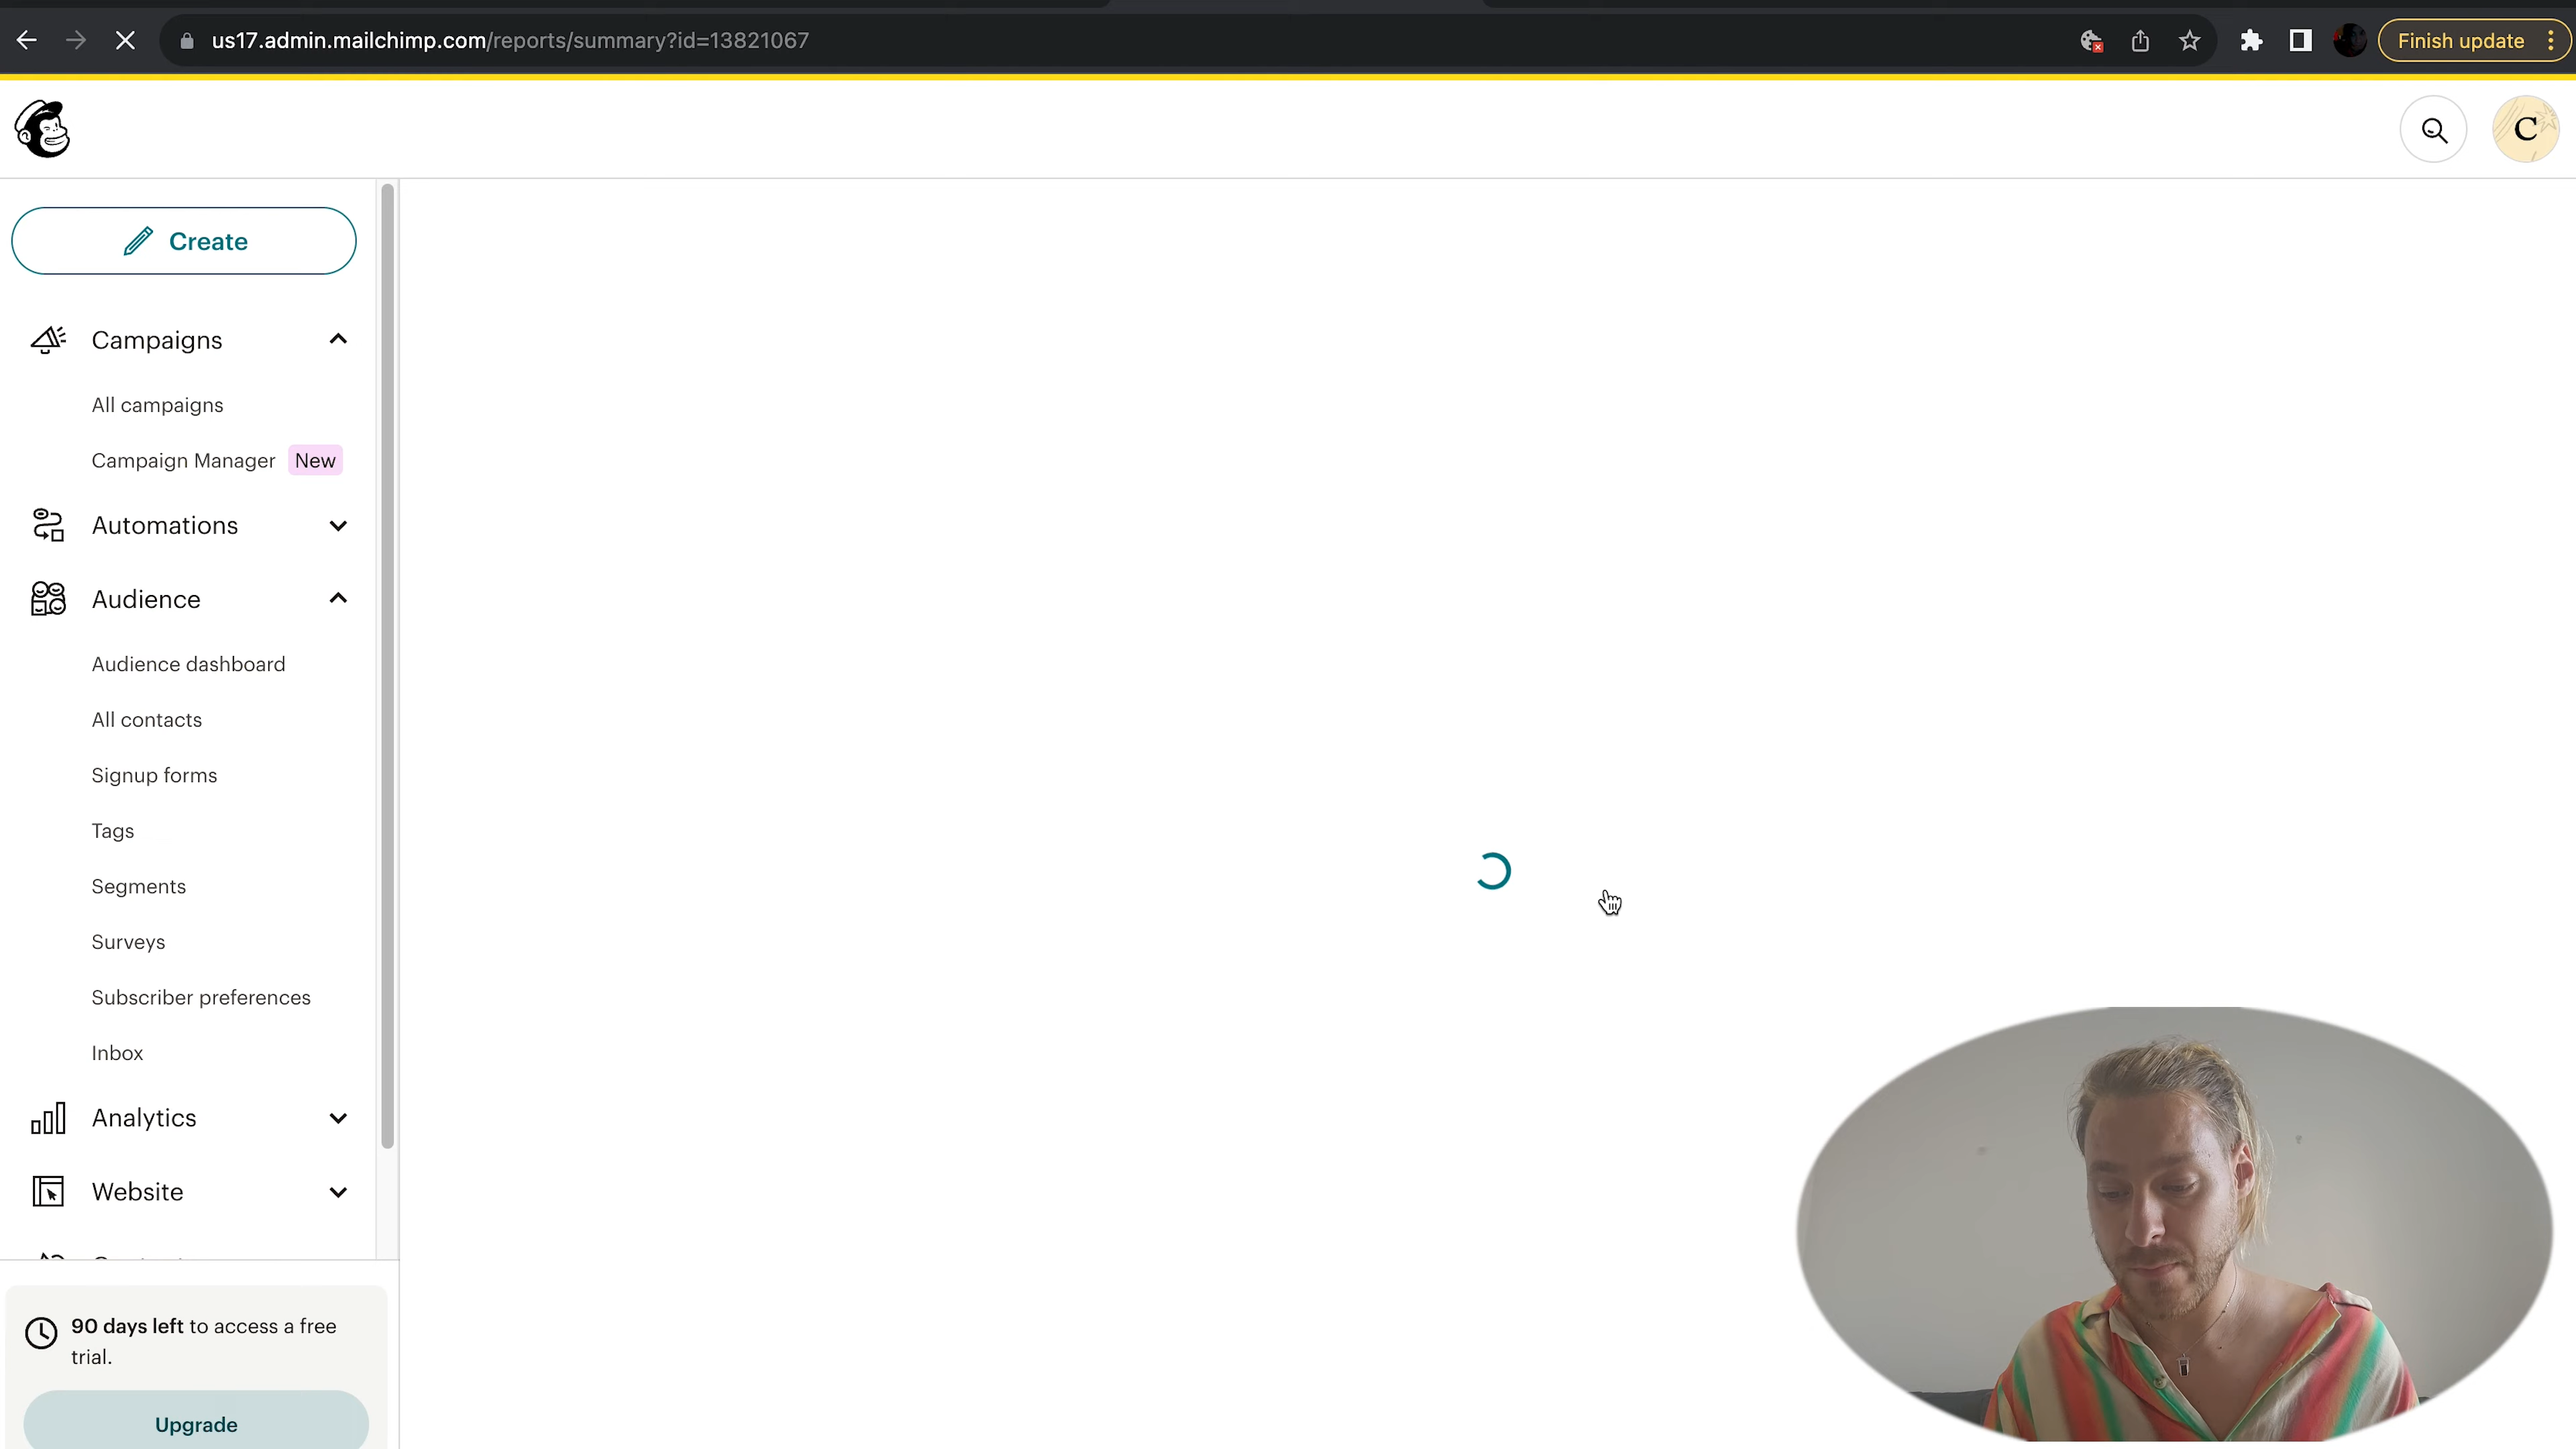 us17.admin.mailchimp.com/reports/summary?id=13821067
Finish update
C
Create
Campaigns
All campaigns
Campaign Manager New
Automations
Audience
Audience dashboard
All contacts
Signup forms
Tags
Segments
Surveys
Subscriber preferences
Inbox
Analytics
Website
90 days left to access a free
trial.
Upgrade